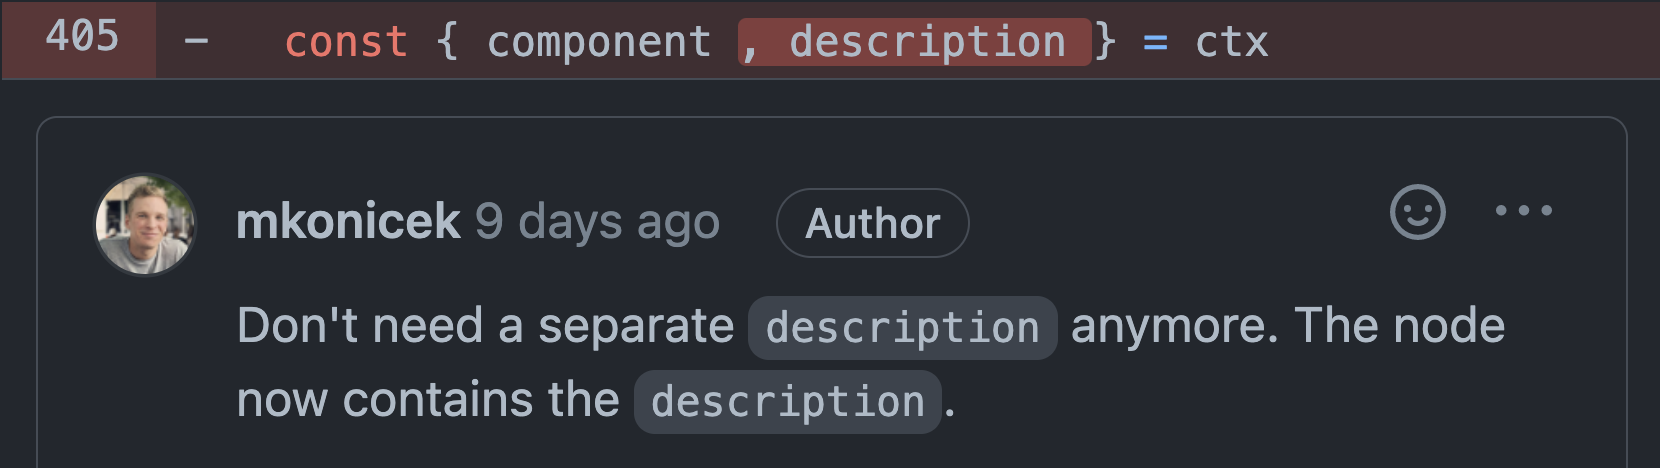 405 − const { component , description } = ctx
mkonicek 9 days ago Author
Don't need a separate description anymore. The node
now contains the description.